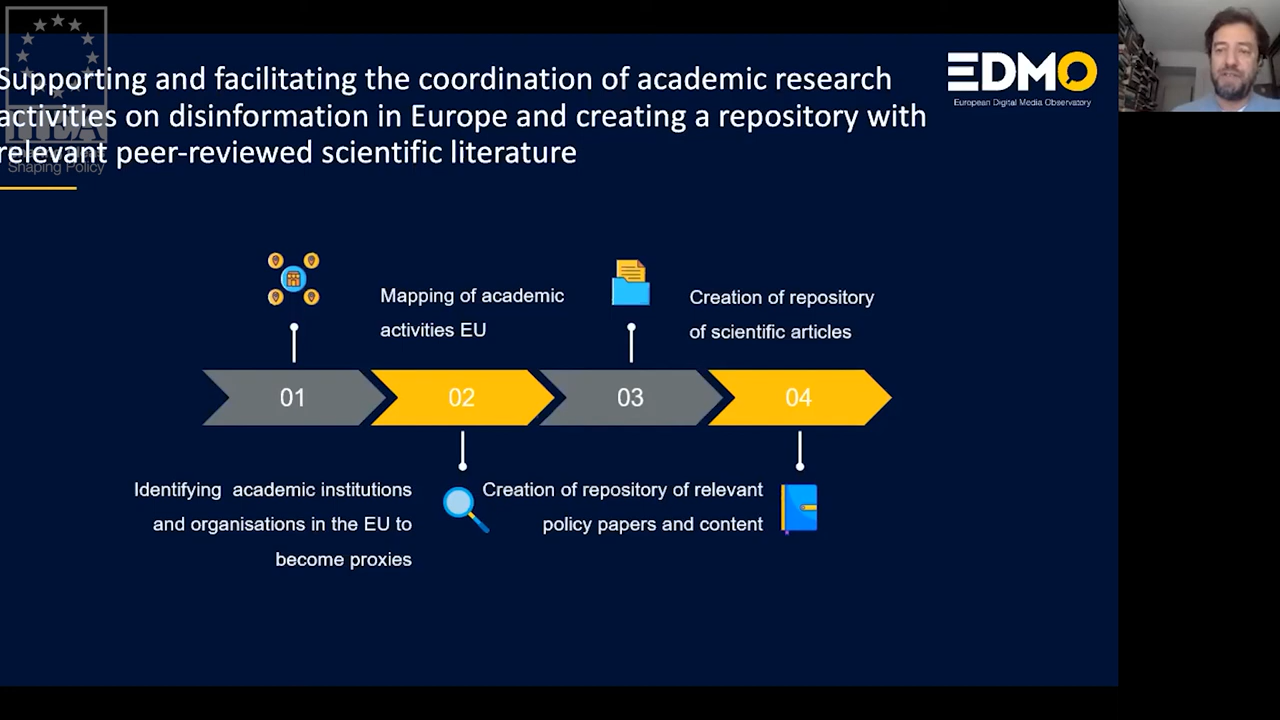 Supporting and facilitating the coordination of academic research
activities on disinformation in Europe and creating a repository with
relevant peer-reviewed scientific literature
Shaping Policy
EDMO
European Digital Media Observatory
Mapping of academic
activities EU
Creation of repository
of scientific articles
01
02
03
04
Identifying academic institutions
and organisations in the EU to
become proxies
Creation of repository of relevant
policy papers and content